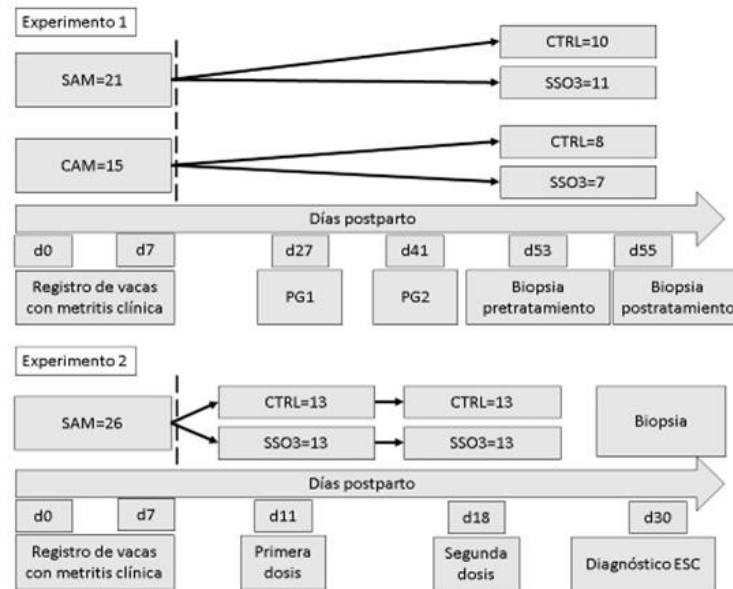 Experimento 1
SAM=21
CTRL=10
SSO3=11
CAM=15
CTRL=8
SSO3=7
Días postparto
d0
d7
d27
d41
d53
d55
Registro de vacas
con metritis clínica
PG1
PG2
Biopsia
pretratamiento
Biopsia
postratamiento
Experimento 2
SAM=26
CTRL=13
CTRL=13
SSO3=13
SSO3=13
Biopsia
Días postparto
d0
d7
d11
d18
d30
Registro de vacas
con metritis clínica
Primera
dosis
Segunda
dosis
Diagnóstico ESC